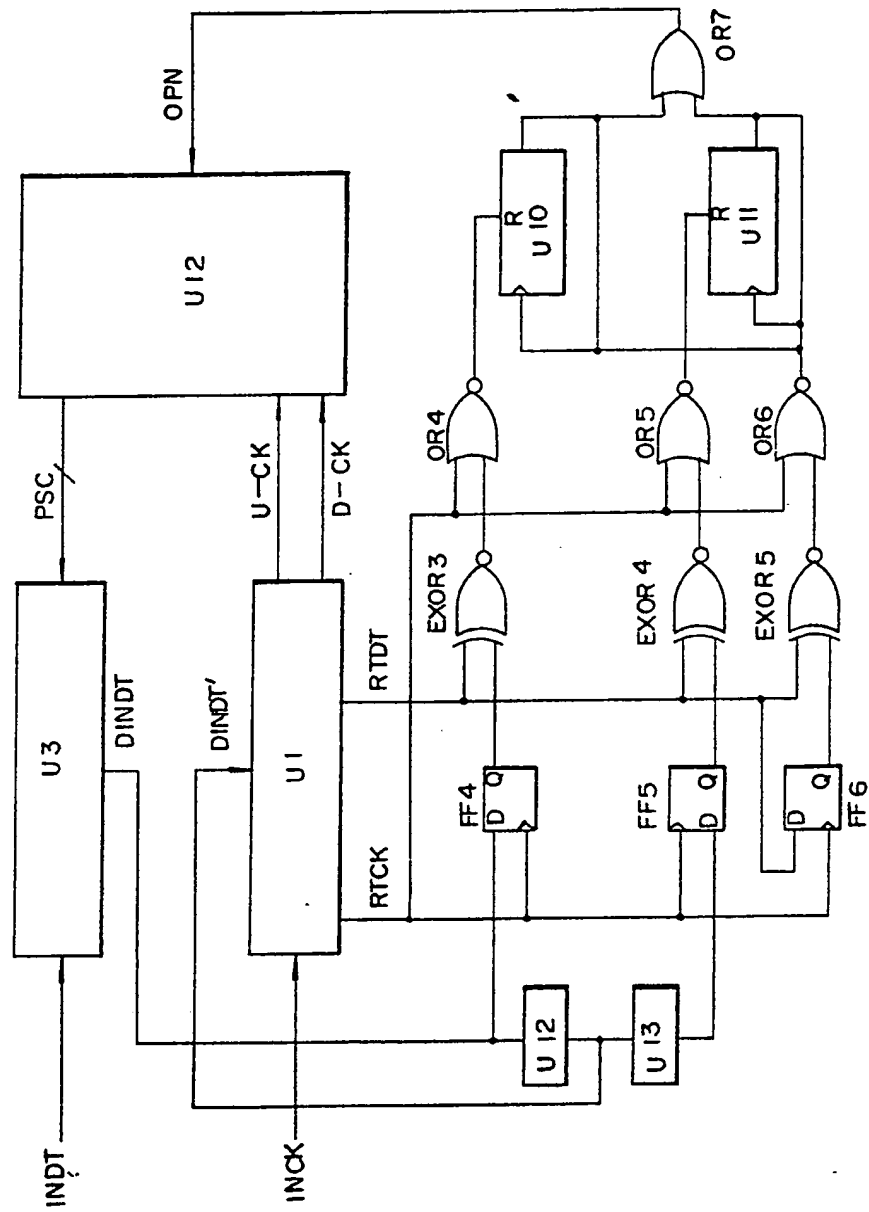 OPN
U12
PSC
U-CK
D-CK
U3
DINDT
DINDT'
U1
RTDT
RTCK
INDT
INCK
OR7
R
U10
R
U11
OR4
OR5
OR6
EXOR3
EXOR4
EXOR5
FF4
D Q
FF5
D Q
D Q
FF6
U12
U13